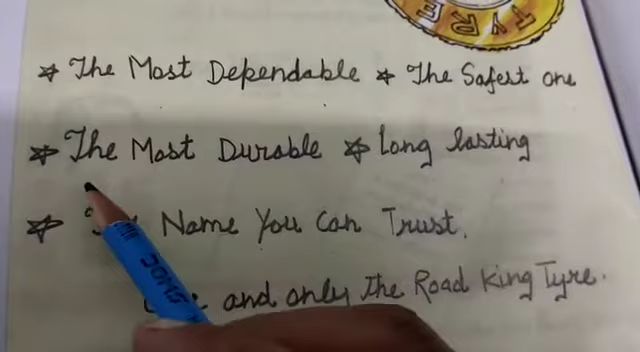 TYRE
☆ The Most Dependable ☆ The Safest one
☆ The Most Durable ☆ Long lasting
☆ Name You Can Trust.
and only the Road King Tyre.